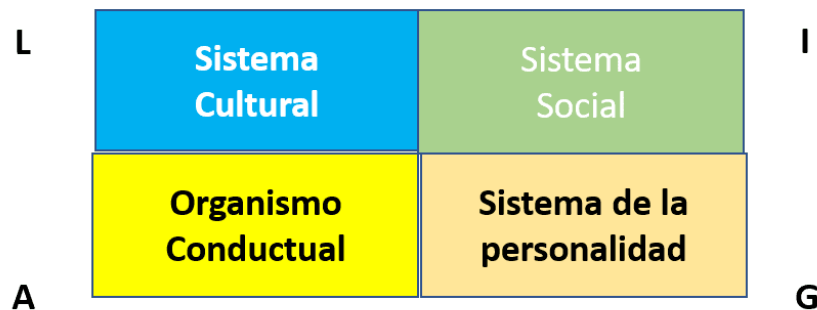 L
I
Sistema
Cultural
Sistema
Social
Organismo
Conductual
Sistema de la
personalidad
A
G